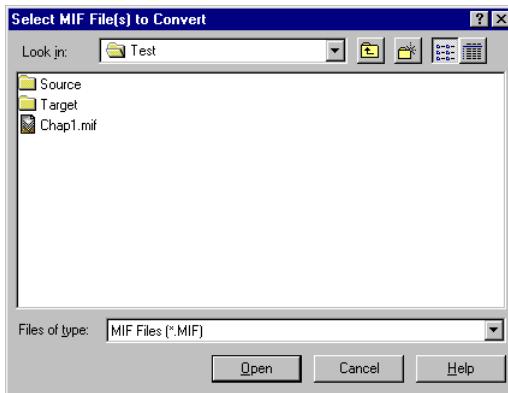 Select MIF File(s) to Convert
Look in: Test
Source
Target
Chap1.mif
Files of type: MIF Files (*.MIF)
Open Cancel Help